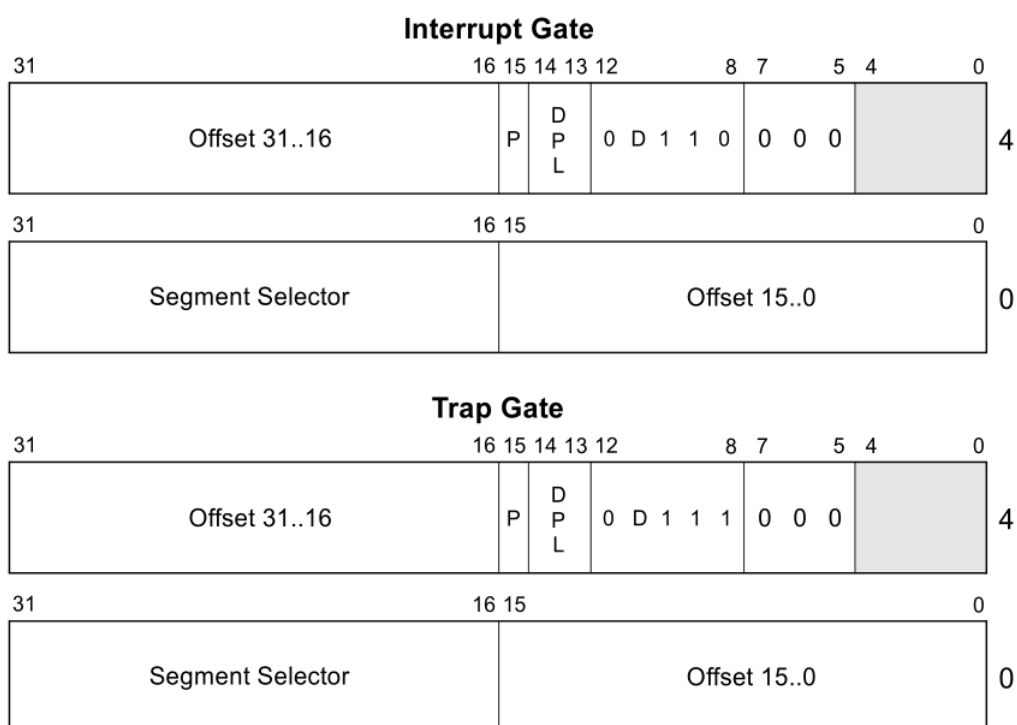 Interrupt Gate
31 16 15 14 13 12 8 7 5 4 0
Offset 31..16 P D P L 0 D 1 1 0 0 0 0 4
31 16 15 0
Segment Selector Offset 15..0 0
Trap Gate
31 16 15 14 13 12 8 7 5 4 0
Offset 31..16 P D P L 0 D 1 1 1 0 0 0 4
31 16 15 0
Segment Selector Offset 15..0 0